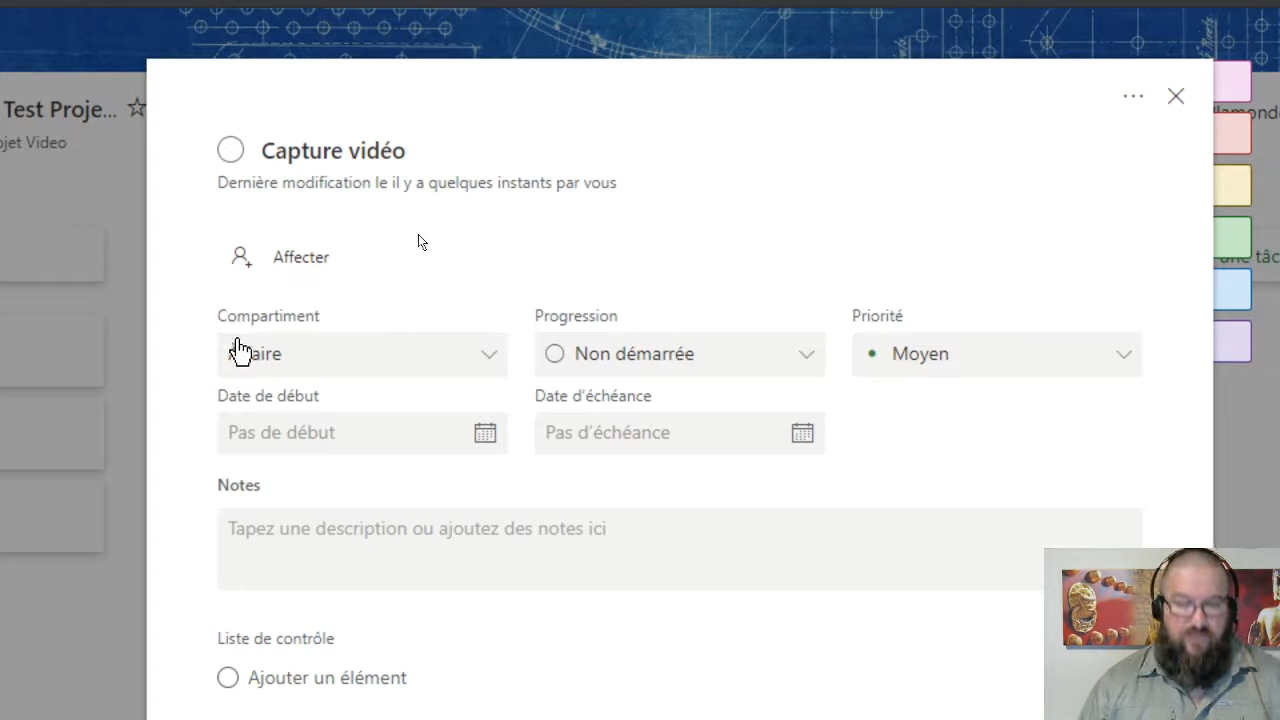 Test Proje...
ojet Video
Capture vidéo
Dernière modification le il y a quelques instants par vous
Affecter
Compartiment
Progression
Priorité
Non démarrée
Moyen
Date de début
Date d'échéance
Pas de début
Pas d'échéance
Notes
Tapez une description ou ajoutez des notes ici
Liste de contrôle
Ajouter un élément